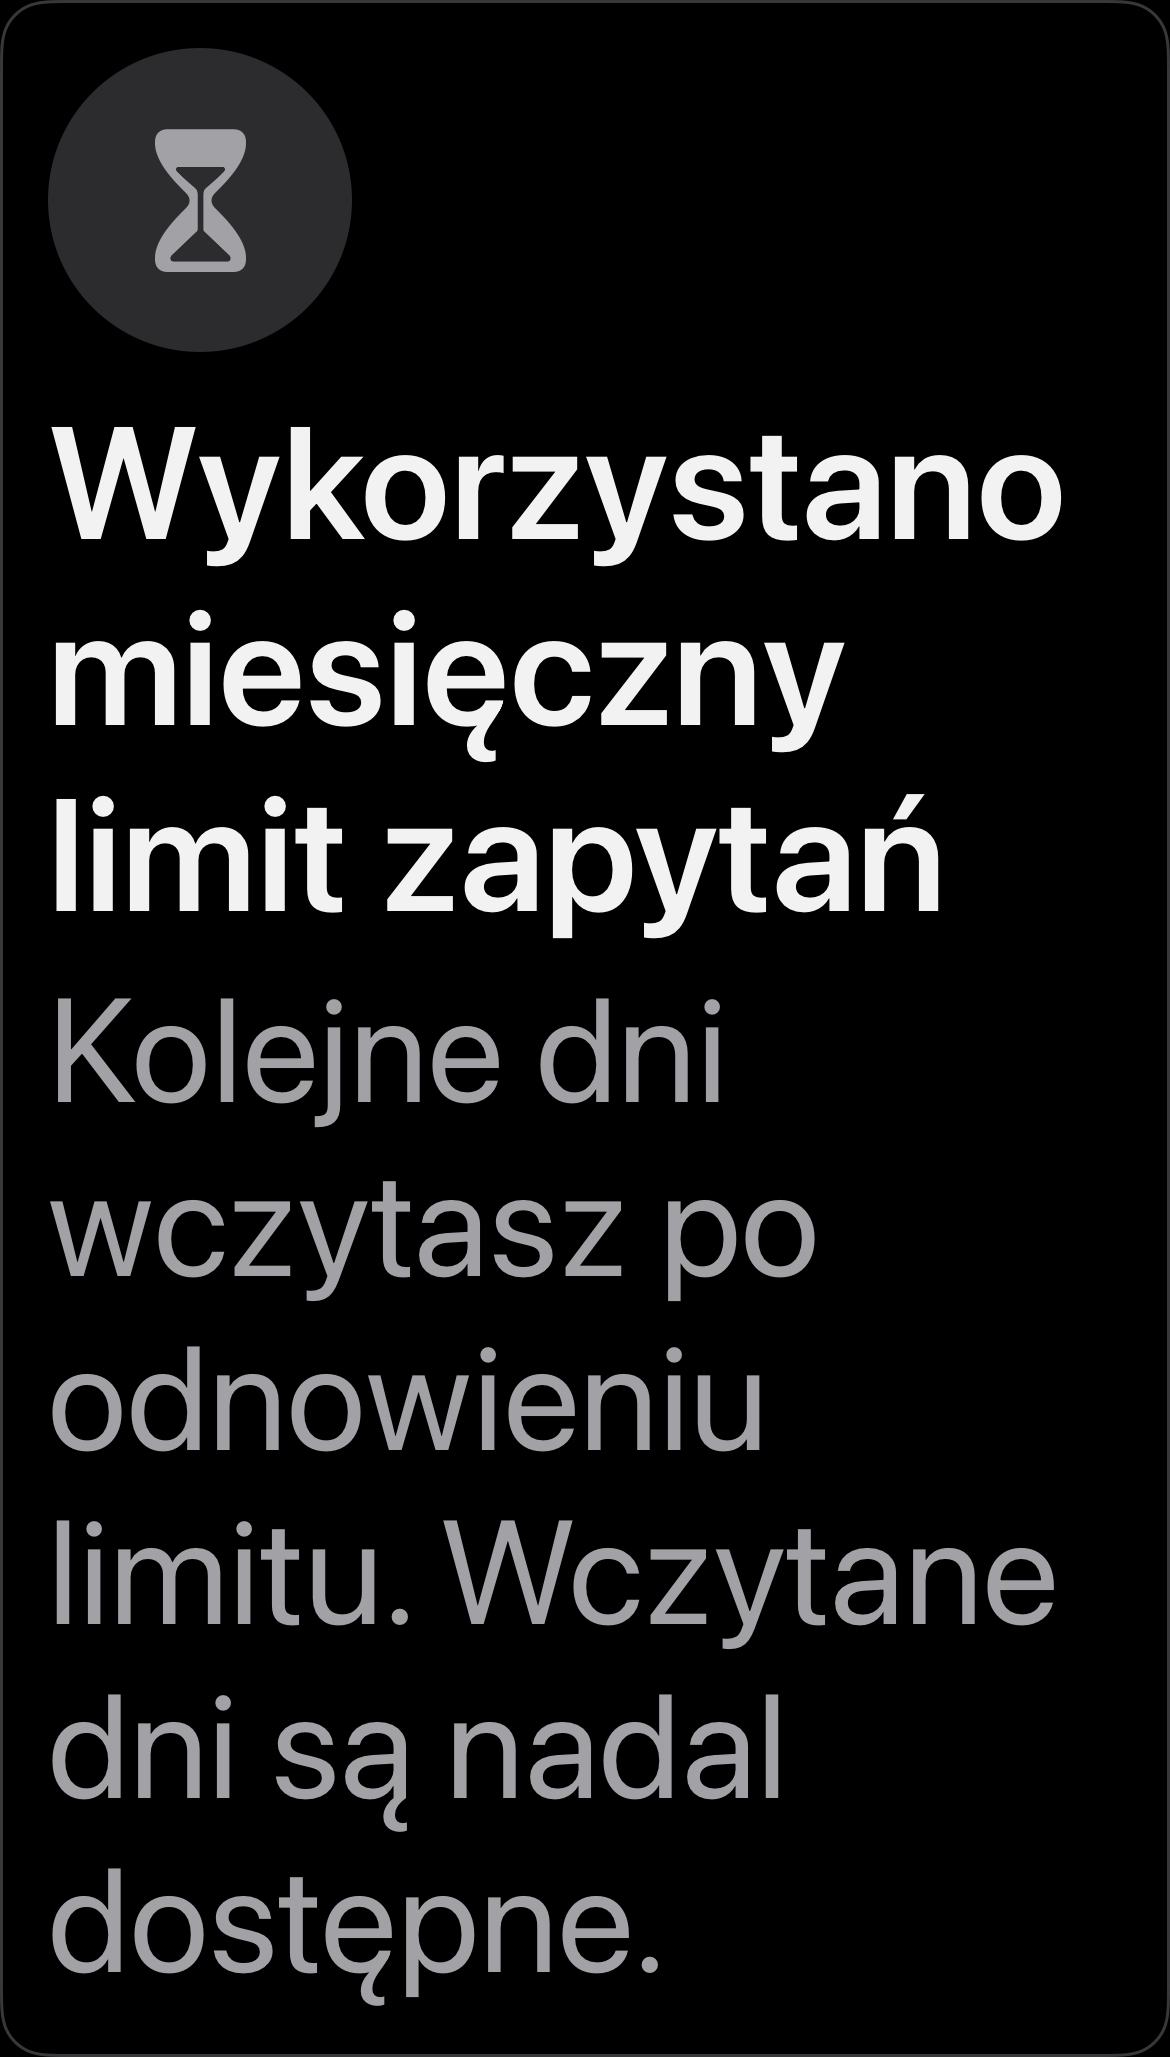 Wykorzystano
miesięczny
limit zapytań
Kolejne dni
wczytasz po
odnowieniu
limitu. Wczytane
dni są nadal
dostępne.